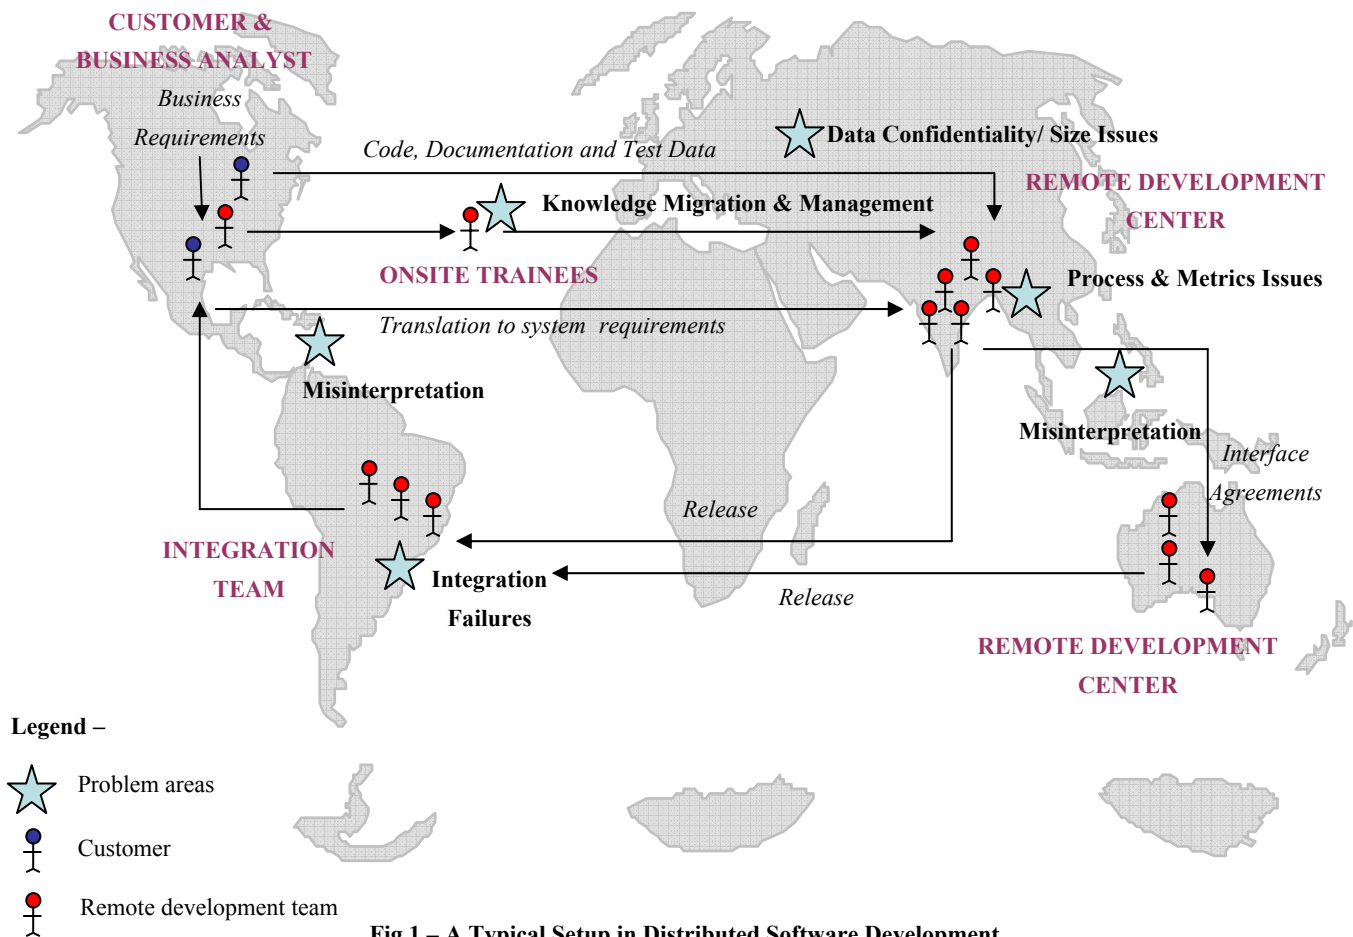 CUSTOMER &
BUSINESS ANALYST
Business
Requirements
Code, Documentation and Test Data
Data Confidentiality/ Size Issues
REMOTE DEVELOPMENT
CENTER
Knowledge Migration & Management
ONSITE TRAINEES
Process & Metrics Issues
Translation to system requirements
Misinterpretation
Misinterpretation
Interface
Agreements
Release
INTEGRATION
TEAM
Integration
Failures
Release
REMOTE DEVELOPMENT
CENTER
Legend –
Problem areas
Customer
Remote development team
Fig 1 – A Typical Setup in Distributed Software Development